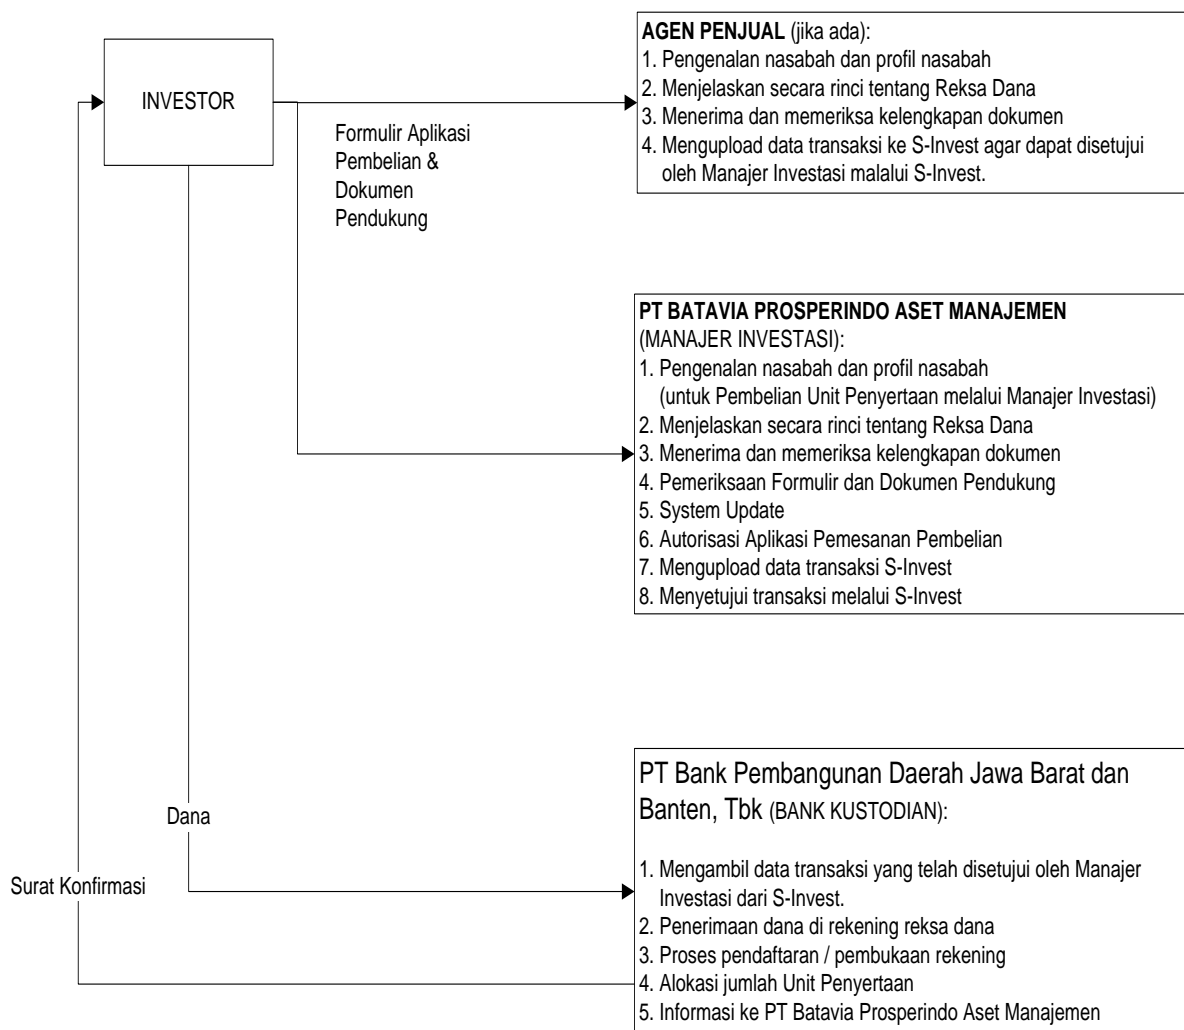 INVESTOR
Formulir Aplikasi
Pembelian &
Dokumen
Pendukung
AGEN PENJUAL (jika ada):
1. Pengenalan nasabah dan profil nasabah
2. Menjelaskan secara rinci tentang Reksa Dana
3. Menerima dan memeriksa kelengkapan dokumen
4. Mengupload data transaksi ke S-Invest agar dapat disetujui
oleh Manajer Investasi malalui S-Invest.
PT BATAVIA PROSPERINDO ASET MANAJEMEN
(MANAJER INVESTASI):
1. Pengenalan nasabah dan profil nasabah
(untuk Pembelian Unit Penyertaan melalui Manajer Investasi)
2. Menjelaskan secara rinci tentang Reksa Dana
3. Menerima dan memeriksa kelengkapan dokumen
4. Pemeriksaan Formulir dan Dokumen Pendukung
5. System Update
6. Autorisasi Aplikasi Pemesanan Pembelian
7. Mengupload data transaksi S-Invest
8. Menyetujui transaksi melalui S-Invest
Dana
Surat Konfirmasi
PT Bank Pembangunan Daerah Jawa Barat dan
Banten, Tbk (BANK KUSTODIAN):
1. Mengambil data transaksi yang telah disetujui oleh Manajer
Investasi dari S-Invest.
2. Penerimaan dana di rekening reksa dana
3. Proses pendaftaran / pembukaan rekening
4. Alokasi jumlah Unit Penyertaan
5. Informasi ke PT Batavia Prosperindo Aset Manajemen